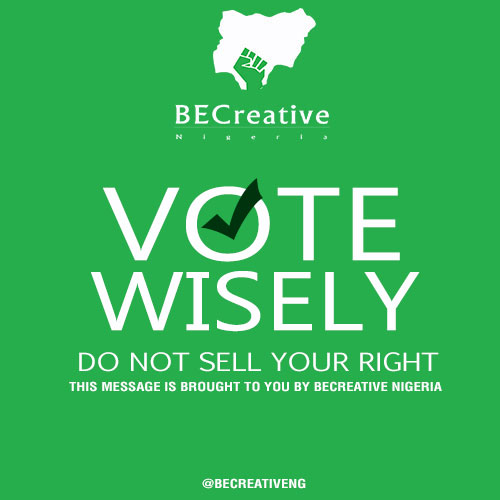 BECreative
Nigeria
VOTE
WISELY
DO NOT SELL YOUR RIGHT
THIS MESSAGE IS BROUGHT TO YOU BY BECREATIVE NIGERIA
@BECREATIVENG